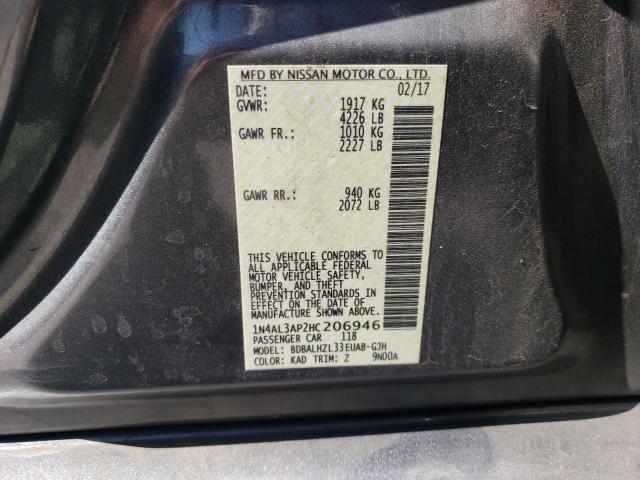 MFD BY NISSAN MOTOR CO., LTD.
DATE: 02/17
GVWR: 1917 KG
4226 LB
GAWR FR.: 1010 KG
2227 LB
GAWR RR.: 940 KG
2072 LB
THIS VEHICLE CONFORMS TO
ALL APPLICABLE FEDERAL
MOTOR VEHICLE SAFETY,
BUMPER, AND THEFT
PREVENTION STANDARDS IN
EFFECT ON THE DATE OF
MANUFACTURE SHOWN ABOVE.
1N4AL3AP2HC206946
PASSENGER CAR 118
MODEL: BDBALHZL33EUAB-GJH
COLOR: KAD TRIM: Z 9N00A